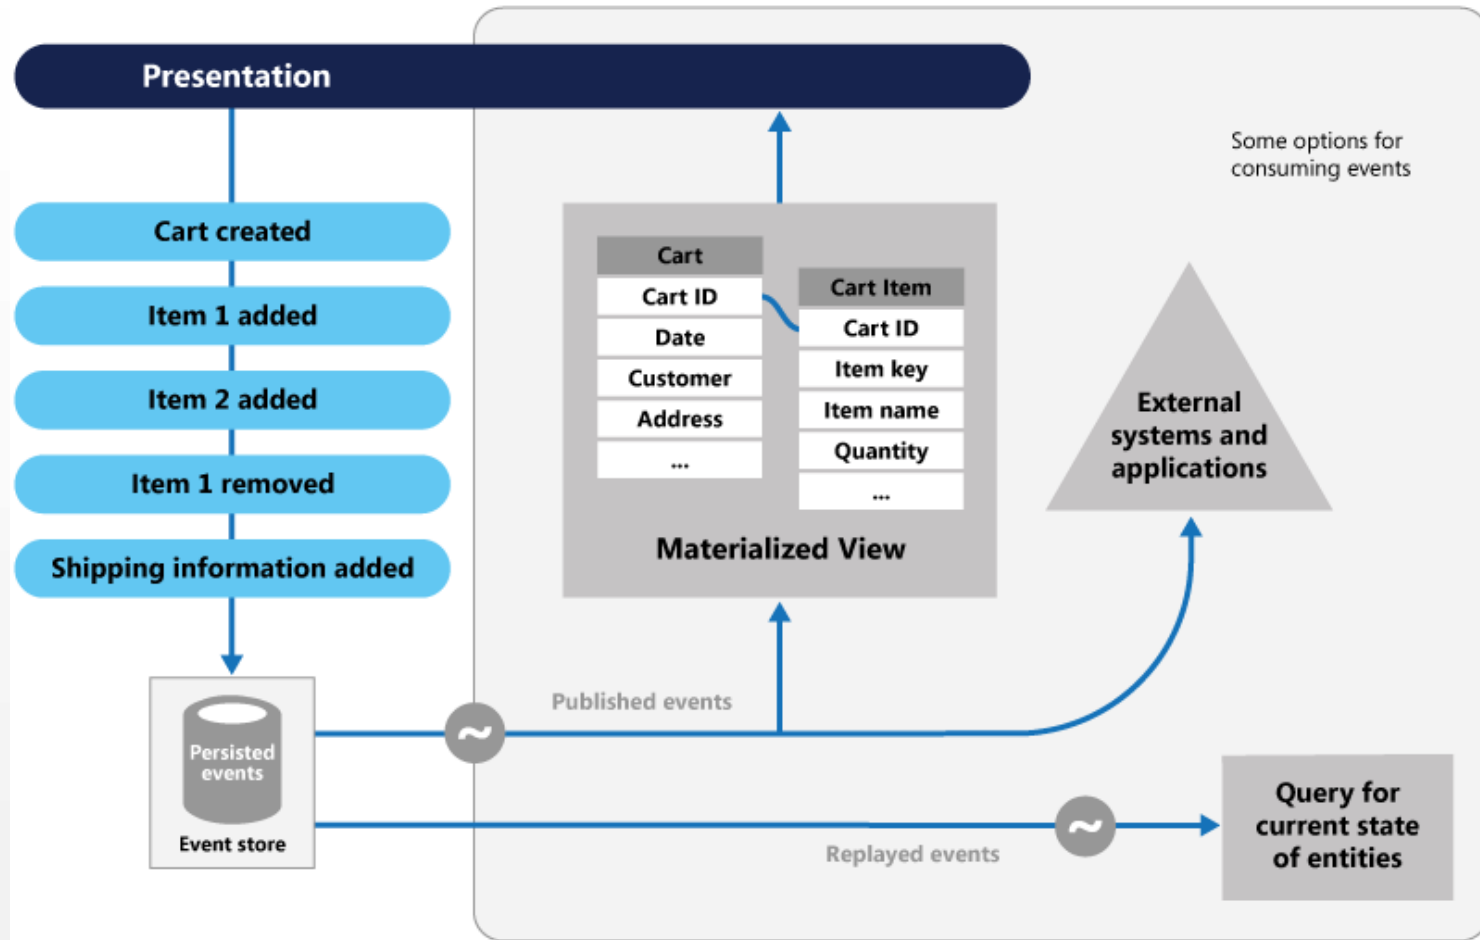 Presentation
Some options for
consuming events
Cart created
Item 1 added
Item 2 added
Item 1 removed
Shipping information added
Cart
Cart ID
Date
Customer
Address
...
Cart Item
Cart ID
Item key
Item name
Quantity
...
Materialized View
External
systems and
applications
Persisted
events
Event store
Published events
~
Replayed events
~
Query for
current state
of entities